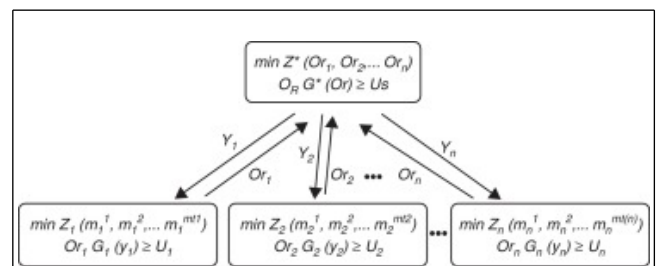 min Z* (Or₁, Or₂,... Orₙ)
O_R G* (Or) ≥ Us
Y₁
Or₁
Y₂
Or₂
•••
Orₙ
Yₙ
min Z₁ (m₁¹, m₁²,... m₁ᵐᵗ¹)
Or₁ G₁ (y₁) ≥ U₁
min Z₂ (m₂¹, m₂²,... m₂ᵐᵗ²)
Or₂ G₂ (y₂) ≥ U₂
•••
min Zₙ (mₙ¹, mₙ²,... mₙᵐᵗ⁽ⁿ⁾)
Orₙ Gₙ (yₙ) ≥ Uₙ